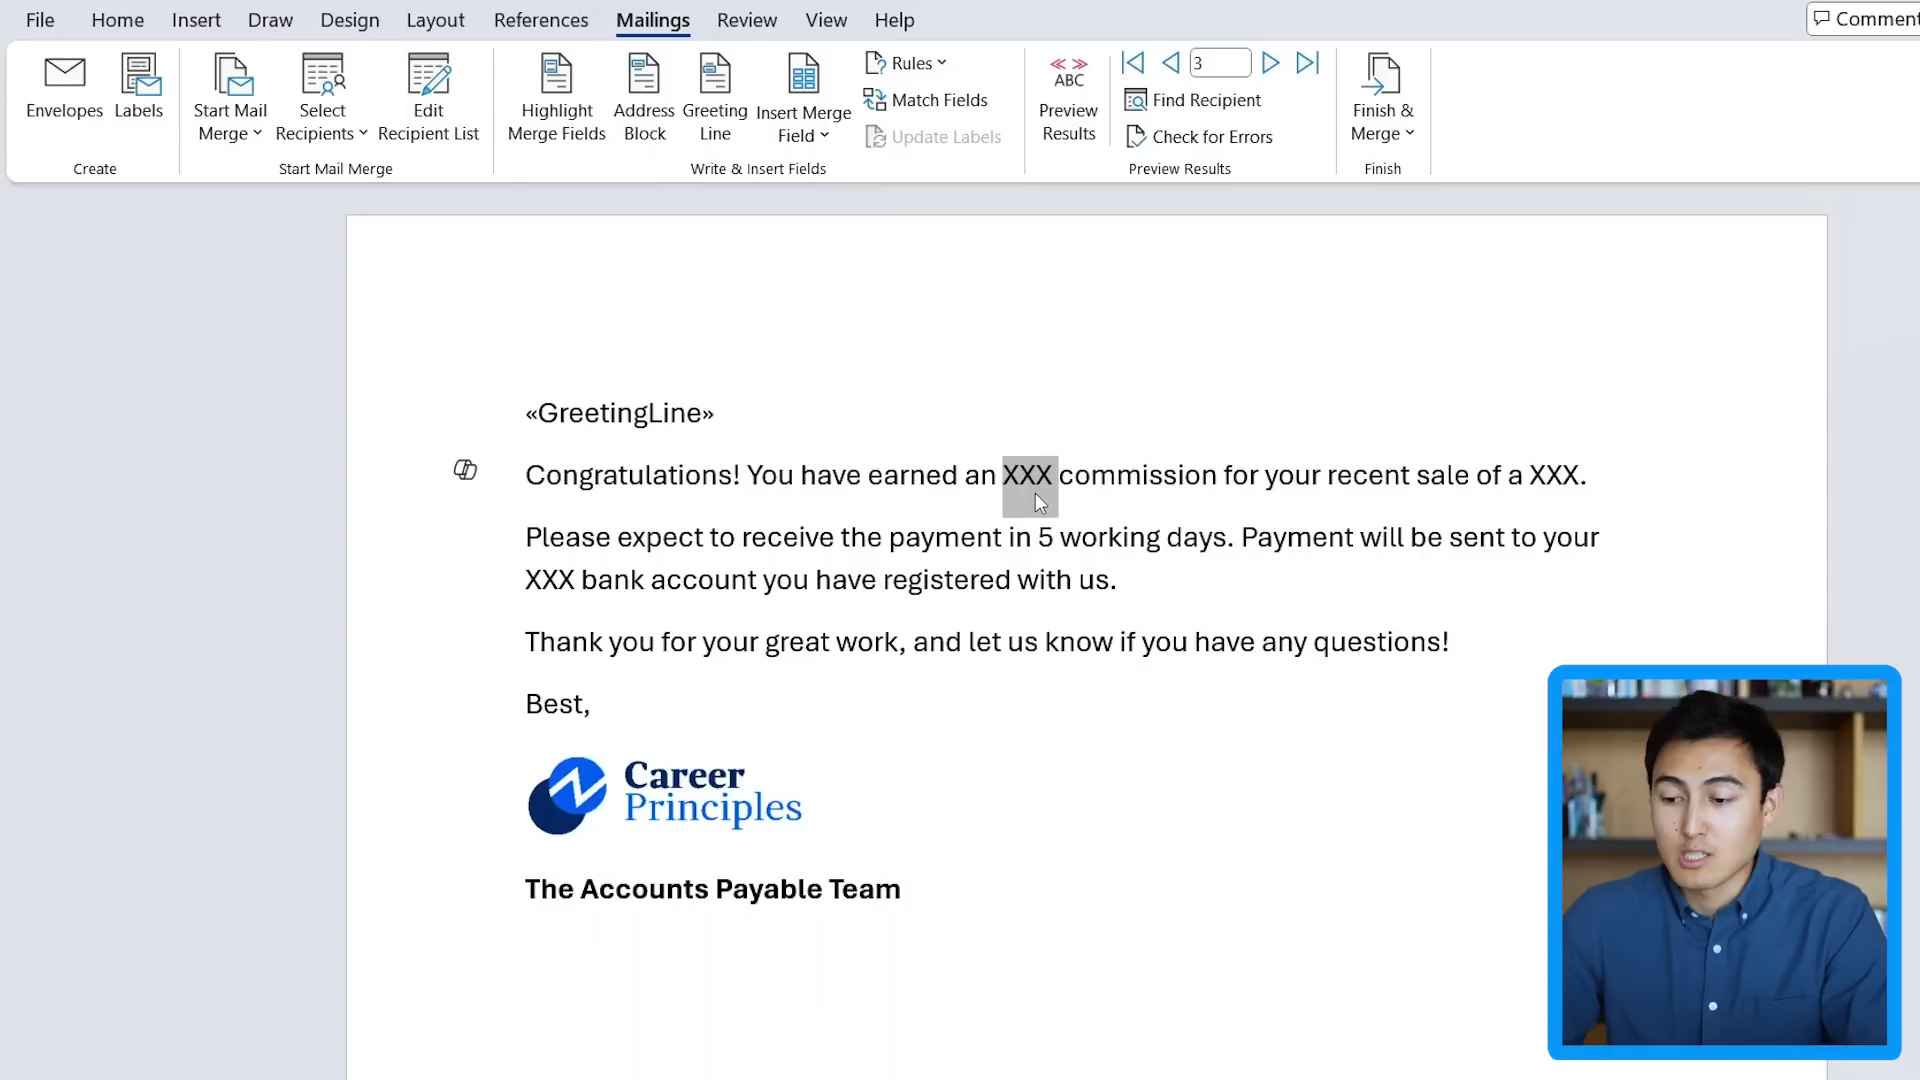 File Home Insert Draw Design Layout References Mailings Review View Help Comment
Envelopes
Labels
Create
Start Mail
Merge
Select
Recipients
Edit
Recipient List
Start Mail Merge
Highlight
Merge Fields
Address
Block
Greeting
Line
Insert Merge
Field
Rules
Match Fields
Update Labels
Write & Insert Fields
ABC
Preview
Results
3
Find Recipient
Check for Errors
Preview Results
Finish &
Merge
Finish
«GreetingLine»
Congratulations! You have earned an XXX commission for your recent sale of a XXX.
Please expect to receive the payment in 5 working days. Payment will be sent to your
XXX bank account you have registered with us.
Thank you for your great work, and let us know if you have any questions!
Best,
Career
Principles
The Accounts Payable Team